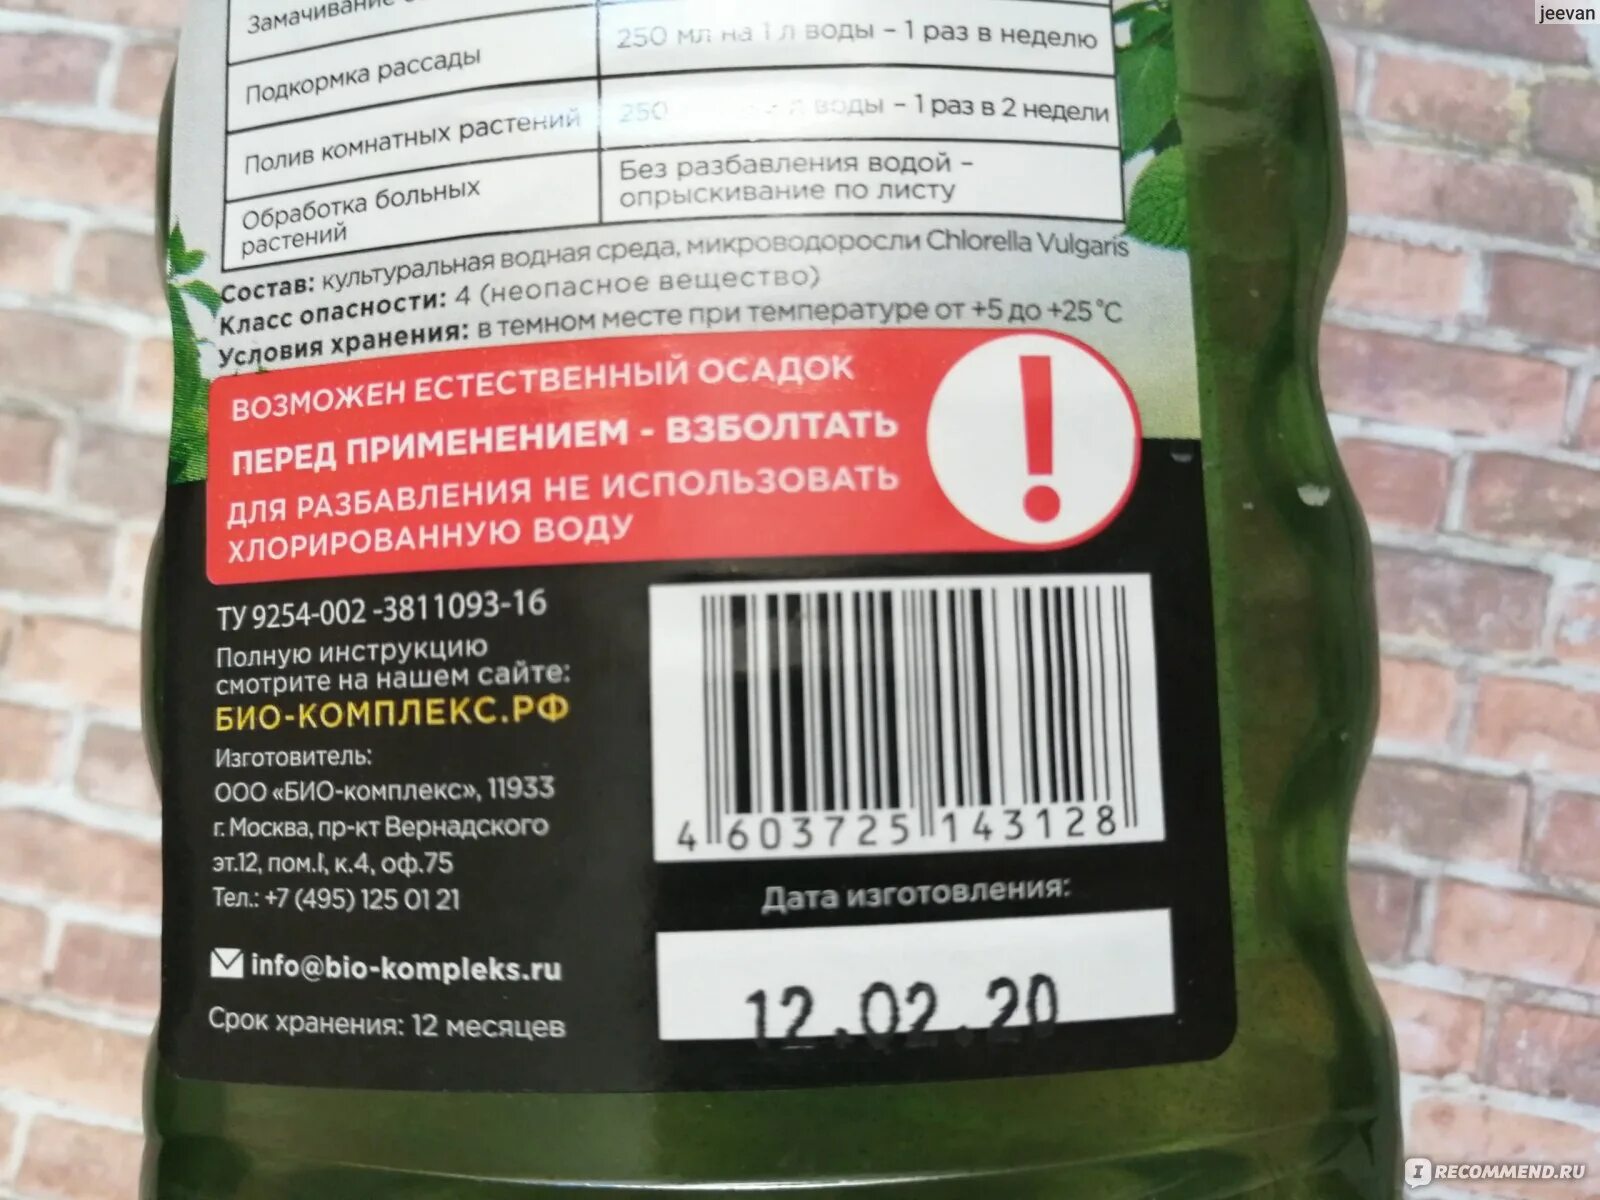 jeevan
Замачивание
Подкормка рассады
250 мл на 1 л воды – 1 раз в неделю
Полив комнатных растений
250 л воды – 1 раз в 2 недели
Обработка больных
растений
Без разбавления водой –
опрыскивание по листу
Состав: культуральная водная среда, микроводоросли Chlorella Vulgaris
Класс опасности: 4 (неопасное вещество)
Условия хранения: в темном месте при температуре от +5 до +25 °C
ВОЗМОЖЕН ЕСТЕСТВЕННЫЙ ОСАДОК
ПЕРЕД ПРИМЕНЕНИЕМ - ВЗБОЛТАТЬ
ДЛЯ РАЗБАВЛЕНИЯ НЕ ИСПОЛЬЗОВАТЬ
ХЛОРИРОВАННУЮ ВОДУ
!
ТУ 9254-002 -3811093-16
Полную инструкцию
смотрите на нашем сайте:
БИО-КОМПЛЕКС.РФ
Изготовитель:
ООО «БИО-комплекс», 11933
г. Москва, пр-кт Вернадского
эт.12, пом.I, к.4, оф.75
Тел.: +7 (495) 125 01 21
info@bio-kompleks.ru
Срок хранения: 12 месяцев
4 603725 143128
Дата изготовления:
12.02.20
IRECOMMEND.RU